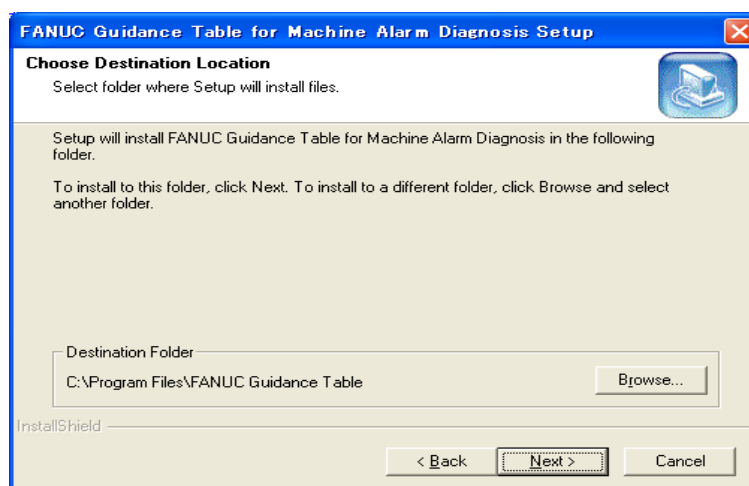 FANUC Guidance Table for Machine Alarm Diagnosis Setup
Choose Destination Location
Select folder where Setup will install files.
Setup will install FANUC Guidance Table for Machine Alarm Diagnosis in the following
folder.
To install to this folder, click Next. To install to a different folder, click Browse and select
another folder.
Destination Folder
C:\Program Files\FANUC Guidance Table
Browse...
InstallShield
< Back
Next >
Cancel